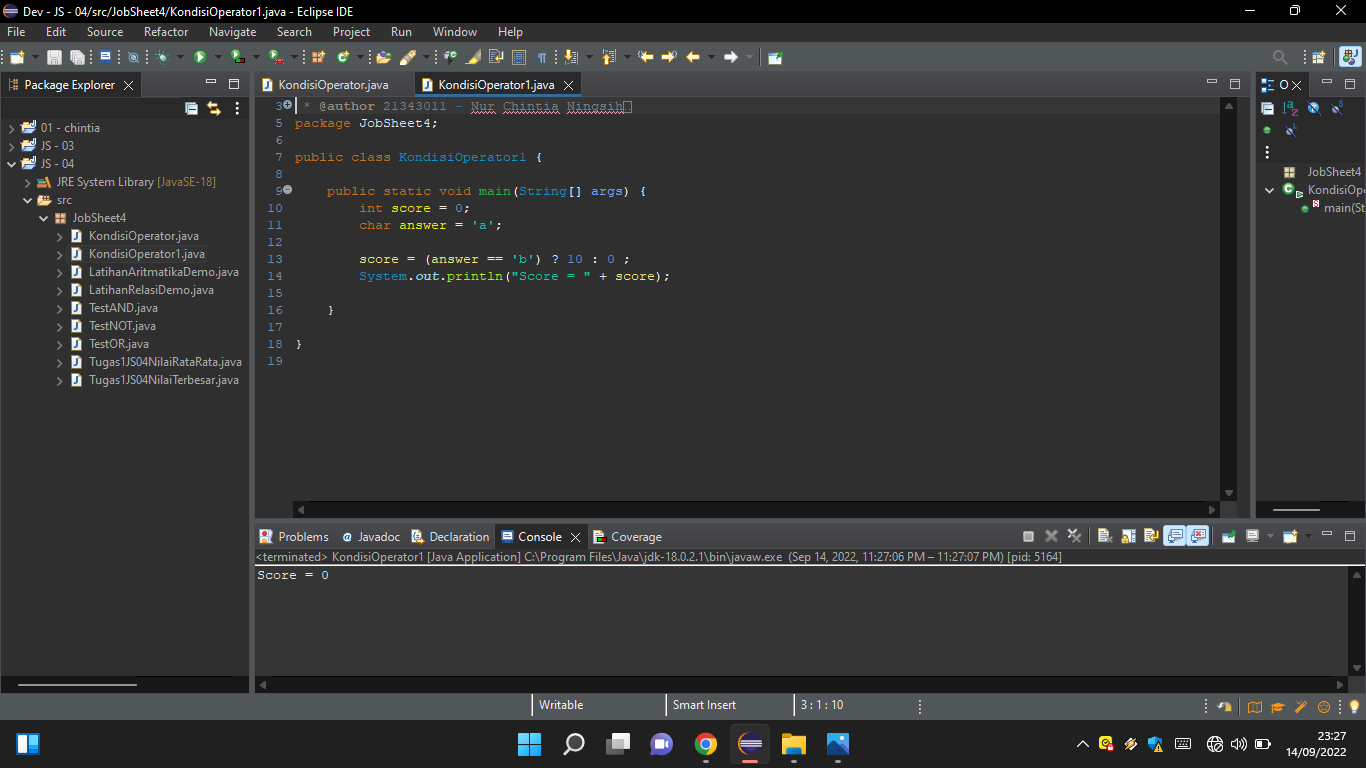 Dev - JS - 04/src/JobSheet4/KondisiOperator1.java - Eclipse IDE
File Edit Source Refactor Navigate Search Project Run Window Help
Package Explorer
01 - chintia
JS - 03
JS - 04
JRE System Library [JavaSE-18]
src
JobSheet4
KondisiOperator.java
KondisiOperator1.java
LatihanAritmatikaDemo.java
LatihanRelasiDemo.java
TestAND.java
TestNOT.java
TestOR.java
Tugas1JS04NilaiRataRata.java
Tugas1JS04NilaiTerbesar.java
KondisiOperator.java KondisiOperator1.java
3 * @author 21343011 - Nur Chintia Ningsih
5 package JobSheet4;
6
7 public class KondisiOperator1 {
8
9 public static void main(String[] args) {
10 int score = 0;
11 char answer = 'a';
12
13 score = (answer == 'b') ? 10 : 0 ;
14 System.out.println("Score = " + score);
15
16 }
17
18 }
19
O
JobSheet4
KondisiOpe
main(St
Problems Javadoc Declaration Console Coverage
<terminated> KondisiOperator1 [Java Application] C:\Program Files\Java\jdk-18.0.2.1\bin\javaw.exe (Sep 14, 2022, 11:27:06 PM – 11:27:07 PM) [pid: 5164]
Score = 0
Writable Smart Insert 3 : 1 : 10
23:27
14/09/2022